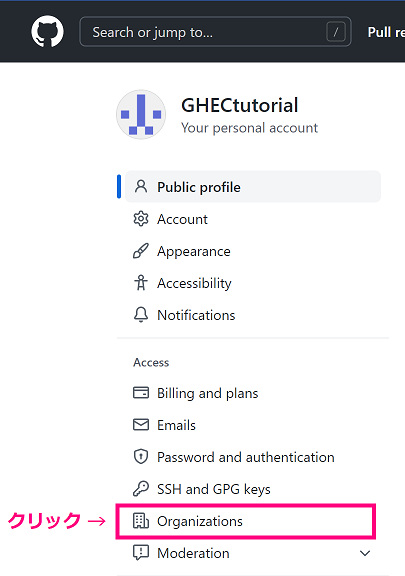 Search or jump to...
/
Pull re
GHECtutorial
Your personal account
Public profile
Account
Appearance
Accessibility
Notifications
Access
Billing and plans
Emails
Password and authentication
SSH and GPG keys
クリック → Organizations
Moderation